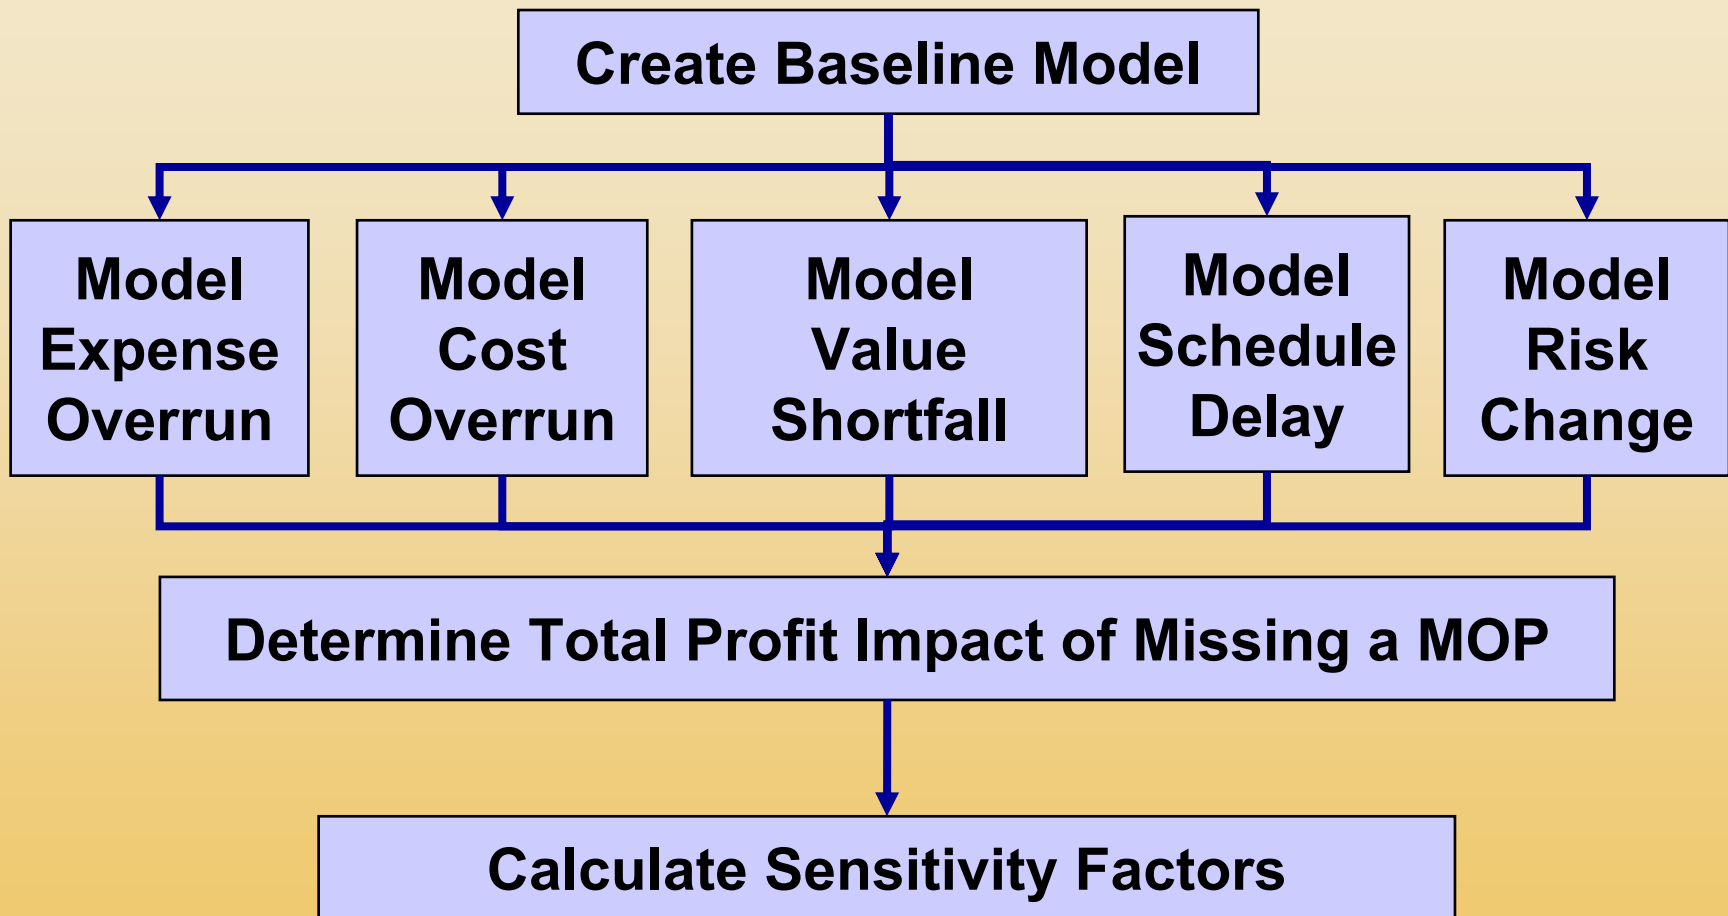 Create Baseline Model
Model
Expense
Overrun
Model
Cost
Overrun
Model
Value
Shortfall
Model
Schedule
Delay
Model
Risk
Change
Determine Total Profit Impact of Missing a MOP
Calculate Sensitivity Factors